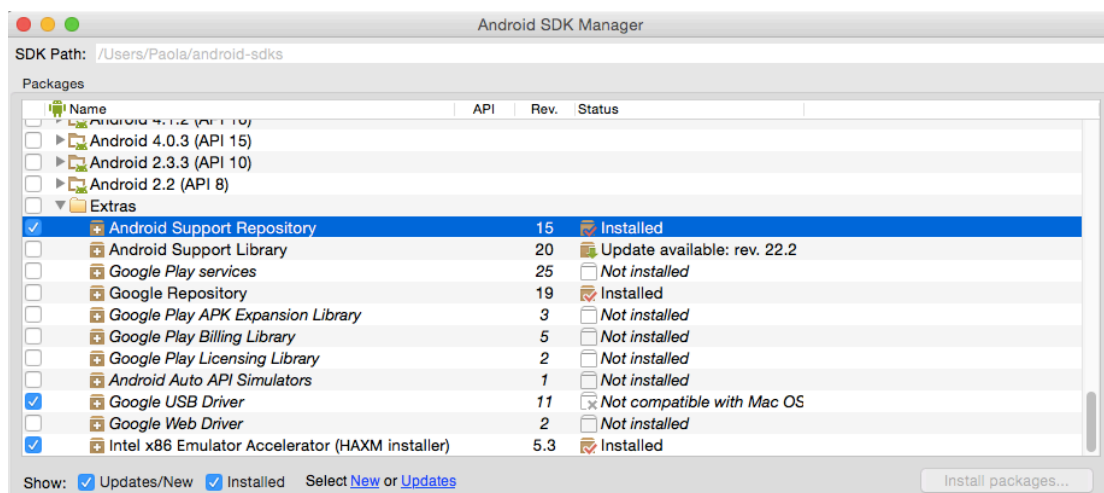 Android SDK Manager
SDK Path: /Users/Paola/android-sdks
Packages
Name API Rev. Status
Android 4.1.2 (API 16)
Android 4.0.3 (API 15)
Android 2.3.3 (API 10)
Android 2.2 (API 8)
Extras
Android Support Repository 15 Installed
Android Support Library 20 Update available: rev. 22.2
Google Play services 25 Not installed
Google Repository 19 Installed
Google Play APK Expansion Library 3 Not installed
Google Play Billing Library 5 Not installed
Google Play Licensing Library 2 Not installed
Android Auto API Simulators 1 Not installed
Google USB Driver 11 Not compatible with Mac OS
Google Web Driver 2 Not installed
Intel x86 Emulator Accelerator (HAXM installer) 5.3 Installed
Show: Updates/New Installed Select New or Updates Install packages...